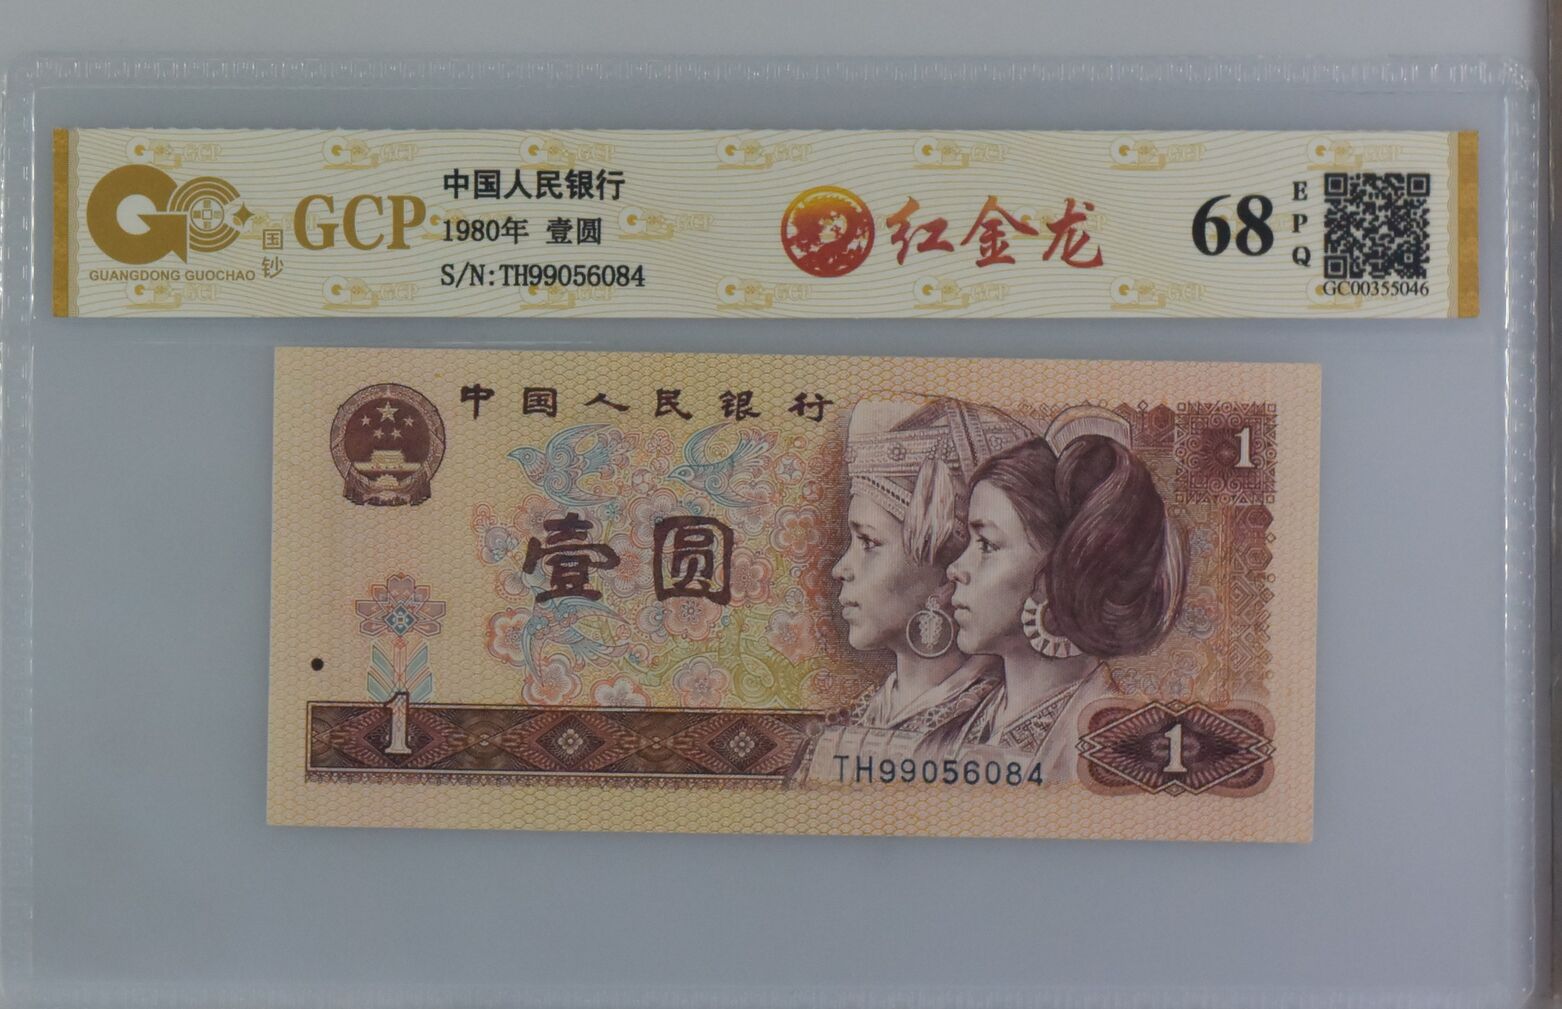 GCP
国钞
GUANGDONG GUOCHAO
中国人民银行
1980年 壹圆
S/N:TH99056084
红金龙
68
EPQ
GC00355046
中国人民银行
1
壹圆
1
TH99056084
1